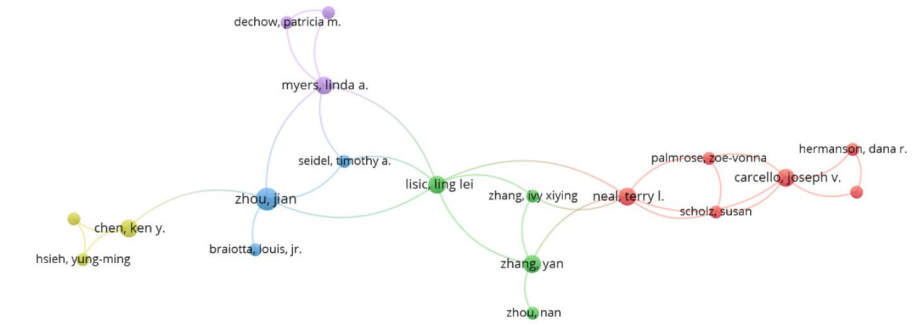 dechow, patricia m.
myers, linda a.
hermanson, dana r.
palmrose, zoe-vonna
seidel, timothy a.
carcello, joseph v.
lisic, ling lei
zhang, ivy xiying
neal, terry l.
zhou, jian
scholz, susan
chen, ken y.
braiotta, louis, jr.
hsieh, yung-ming
zhang, yan
zhou, nan